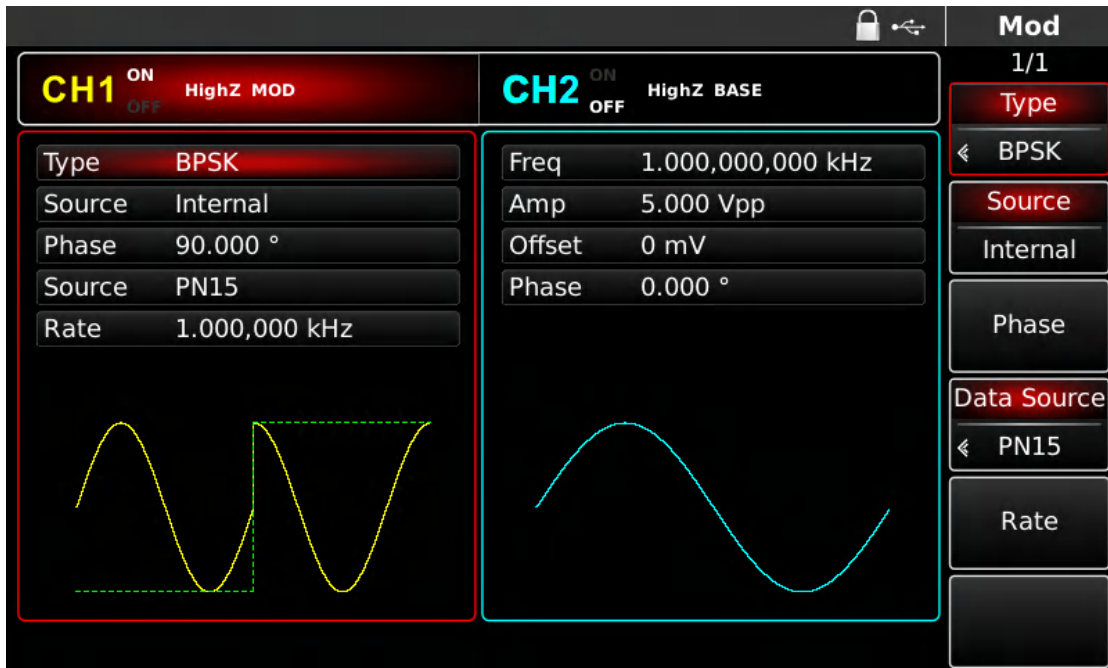 Mod
1/1
CH1 ON OFF HighZ MOD
CH2 ON OFF HighZ BASE
Type BPSK
Source Internal
Phase 90.000 °
Source PN15
Rate 1.000,000 kHz
Freq 1.000,000,000 kHz
Amp 5.000 Vpp
Offset 0 mV
Phase 0.000 °
Type
BPSK
Source
Internal
Phase
Data Source
PN15
Rate